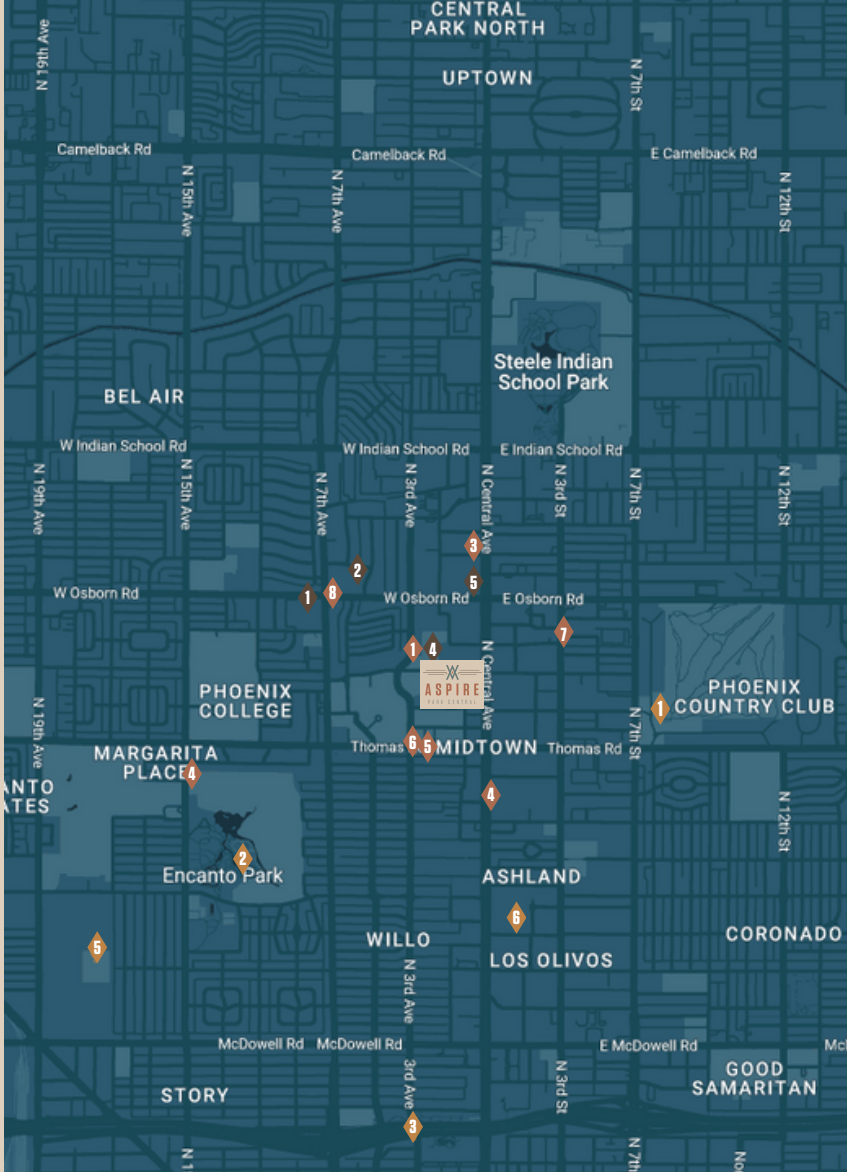 CENTRAL
PARK NORTH
N 19th Ave
UPTOWN
N 7th St
Camelback Rd
Camelback Rd
E Camelback Rd
N 15th Ave
N 7th Ave
N 12th St
Steele Indian
School Park
BEL AIR
W Indian School Rd
W Indian School Rd
E Indian School Rd
N 19th Ave
N 15th Ave
N 7th Ave
N 3rd Ave
N Central Ave
N 3rd St
N 7th St
N 12th St
3
2
5
W Osborn Rd
1
8
W Osborn Rd
E Osborn Rd
7
1
4
N Central Ave
ASPIRE
PARK CENTRAL
PHOENIX
COLLEGE
PHOENIX
COUNTRY CLUB
1
N 19th Ave
N 7th St
MARGARITA
PLACE
4
Thomas
6
5
MIDTOWN
Thomas Rd
ANTO
ATES
4
N 12th St
2
Encanto Park
ASHLAND
6
WILLO
CORONADO
5
LOS OLIVOS
N 3rd Ave
McDowell Rd
McDowell Rd
E McDowell Rd
McI
3rd Ave
N 3rd St
GOOD
SAMARITAN
STORY
3
N 1
N 7th
No